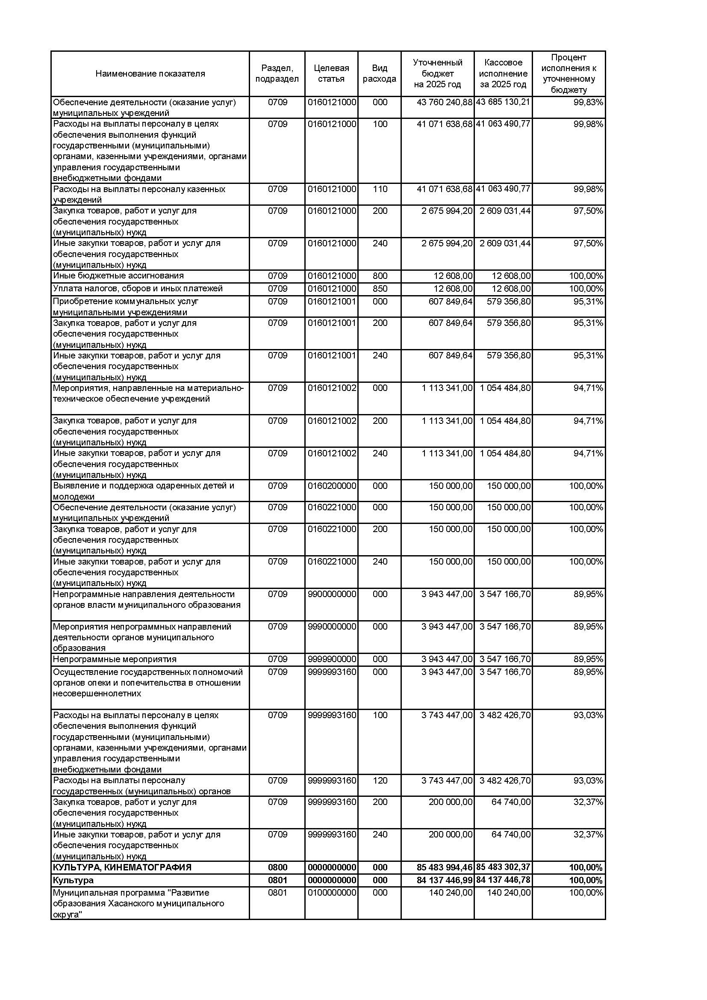 Наименование показателя
Раздел,
подраздел
Целевая
статья
Вид
расхода
Уточненный
бюджет
на 2025 год
Кассовое
исполнение
за 2025 год
Процент
исполнения к
уточненному
бюджету
Обеспечение деятельности (оказание услуг) 0709 0160121000 000 43 760 240,88 43 685 130,21 99,83%
муниципальных учреждений
Расходы на выплаты персоналу в целях 0709 0160121000 100 41 071 638,68 41 063 490,77 99,98%
обеспечения выполнения функций
государственными (муниципальными)
органами, казенными учреждениями, органами
управления государственными
внебюджетными фондами
Расходы на выплаты персоналу казенных 0709 0160121000 110 41 071 638,68 41 063 490,77 99,98%
учреждений
Закупка товаров, работ и услуг для 0709 0160121000 200 2 675 994,20 2 609 031,44 97,50%
обеспечения государственных
(муниципальных) нужд
Иные закупки товаров, работ и услуг для 0709 0160121000 240 2 675 994,20 2 609 031,44 97,50%
обеспечения государственных
(муниципальных) нужд
Иные бюджетные ассигнования 0709 0160121000 800 12 608,00 12 608,00 100,00%
Уплата налогов, сборов и иных платежей 0709 0160121000 850 12 608,00 12 608,00 100,00%
Приобретение коммунальных услуг 0709 0160121001 000 607 849,64 579 356,80 95,31%
муниципальными учреждениями
Закупка товаров, работ и услуг для 0709 0160121001 200 607 849,64 579 356,80 95,31%
обеспечения государственных
(муниципальных) нужд
Иные закупки товаров, работ и услуг для 0709 0160121001 240 607 849,64 579 356,80 95,31%
обеспечения государственных
(муниципальных) нужд
Мероприятия, направленные на материально- 0709 0160121002 000 1 113 341,00 1 054 484,80 94,71%
техническое обеспечение учреждений
Закупка товаров, работ и услуг для 0709 0160121002 200 1 113 341,00 1 054 484,80 94,71%
обеспечения государственных
(муниципальных) нужд
Иные закупки товаров, работ и услуг для 0709 0160121002 240 1 113 341,00 1 054 484,80 94,71%
обеспечения государственных
(муниципальных) нужд
Выявление и поддержка одаренных детей и 0709 0160200000 000 150 000,00 150 000,00 100,00%
молодежи
Обеспечение деятельности (оказание услуг) 0709 0160221000 000 150 000,00 150 000,00 100,00%
муниципальных учреждений
Закупка товаров, работ и услуг для 0709 0160221000 200 150 000,00 150 000,00 100,00%
обеспечения государственных
(муниципальных) нужд
Иные закупки товаров, работ и услуг для 0709 0160221000 240 150 000,00 150 000,00 100,00%
обеспечения государственных
(муниципальных) нужд
Непрограммные направления деятельности 0709 9900000000 000 3 943 447,00 3 547 166,70 89,95%
органов власти муниципального образования
Мероприятия непрограммных направлений 0709 9990000000 000 3 943 447,00 3 547 166,70 89,95%
деятельности органов муниципального
образования
Непрограммные мероприятия 0709 9999900000 000 3 943 447,00 3 547 166,70 89,95%
Осуществление государственных полномочий 0709 9999993160 000 3 943 447,00 3 547 166,70 89,95%
органов опеки и попечительства в отношении
несовершеннолетних
Расходы на выплаты персоналу в целях 0709 9999993160 100 3 743 447,00 3 482 426,70 93,03%
обеспечения выполнения функций
государственными (муниципальными)
органами, казенными учреждениями, органами
управления государственными
внебюджетными фондами
Расходы на выплаты персоналу 0709 9999993160 120 3 743 447,00 3 482 426,70 93,03%
государственных (муниципальных) органов
Закупка товаров, работ и услуг для 0709 9999993160 200 200 000,00 64 740,00 32,37%
обеспечения государственных
(муниципальных) нужд
Иные закупки товаров, работ и услуг для 0709 9999993160 240 200 000,00 64 740,00 32,37%
обеспечения государственных
(муниципальных) нужд
КУЛЬТУРА, КИНЕМАТОГРАФИЯ 0800 0000000000 000 85 483 994,46 85 483 302,37 100,00%
Культура 0801 0000000000 000 84 137 446,99 84 137 446,78 100,00%
Муниципальная программа "Развитие 0801 0100000000 000 140 240,00 140 240,00 100,00%
образования Хасанского муниципального
округа"